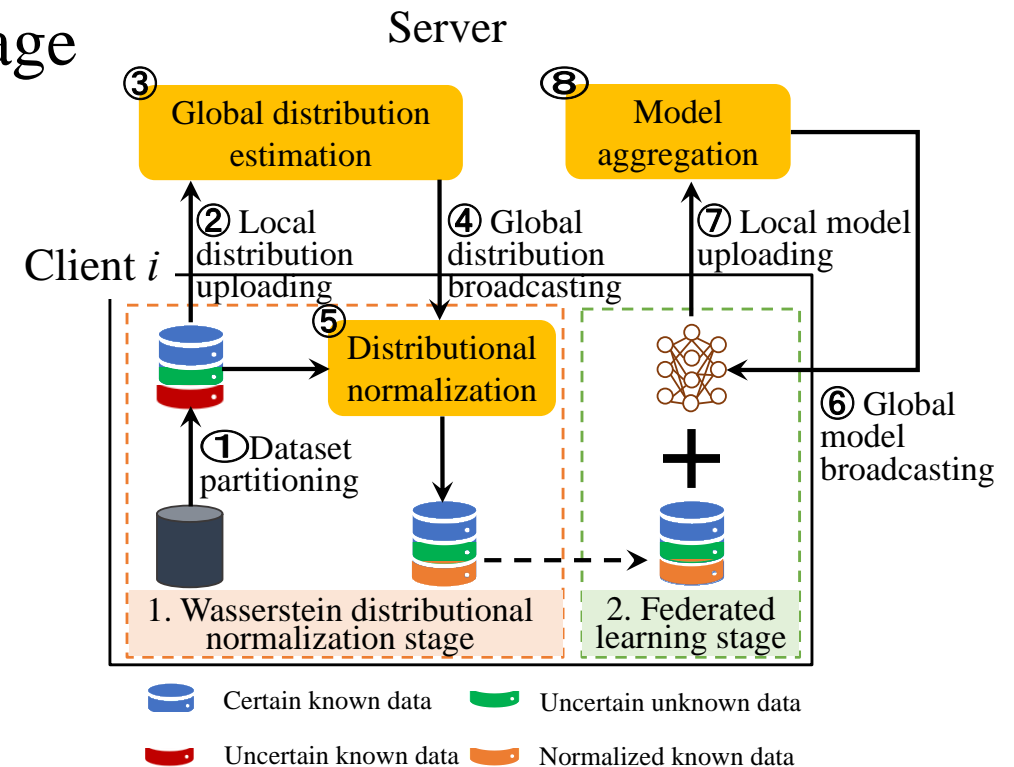 age
Server
③
Global distribution
estimation
⑧
Model
aggregation
② Local
distribution
uploading
④ Global
distribution
broadcasting
⑦ Local model
uploading
Client i
⑤
Distributional
normalization
⑥ Global
model
broadcasting
① Dataset
partitioning
1. Wasserstein distributional
normalization stage
2. Federated
learning stage
Certain known data
Uncertain unknown data
Uncertain known data
Normalized known data